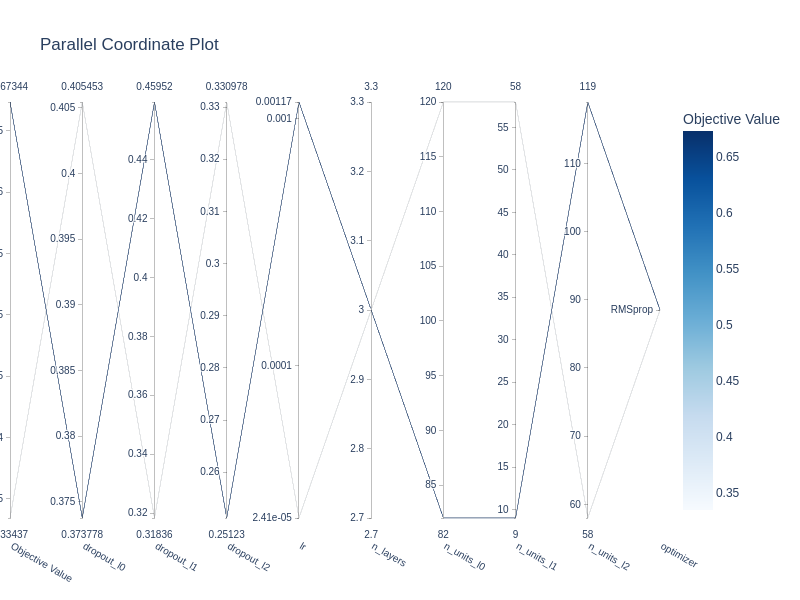 Parallel Coordinate Plot
67344 0.405453 0.45952 0.330978 3.3 120 58 119
0.405 0.33 0.00117 0.001 3.3 120 55
5 0.44 0.32 3.2 115 50 110
0.4 0.42 0.31 3.1 110 45 100
0.395 0.4 0.3 105 40
0.39 0.38 0.29 3 100 35 90 RMSprop
0.385 0.36 0.28 0.0001 2.9 95 30 80
0.38 0.34 0.27 2.8 90 25 70
4 0.26 20
5 0.375 0.32 2.41e-05 2.7 85 15 60
10
33437 0.373778 0.31836 0.25123 2.7 82 9 58
Objective Value
dropout_l0
dropout_l1
dropout_l2
lr
n_layers
n_units_l0
n_units_l1
n_units_l2
optimizer
Objective Value
0.65
0.6
0.55
0.5
0.45
0.4
0.35